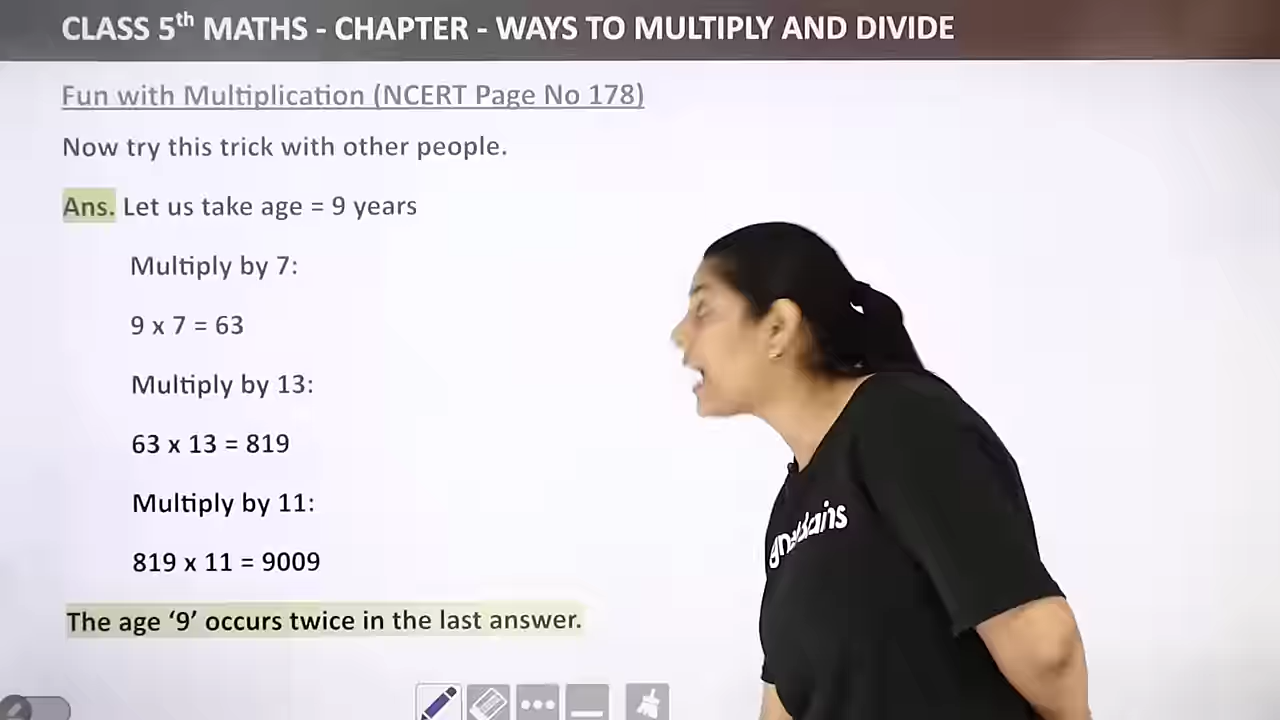 CLASS 5th MATHS - CHAPTER - WAYS TO MULTIPLY AND DIVIDE
Fun with Multiplication (NCERT Page No 178)
Now try this trick with other people.
Ans. Let us take age = 9 years
Multiply by 7:
9 x 7 = 63
Multiply by 13:
63 x 13 = 819
Multiply by 11:
819 x 11 = 9009
The age ‘9’ occurs twice in the last answer.